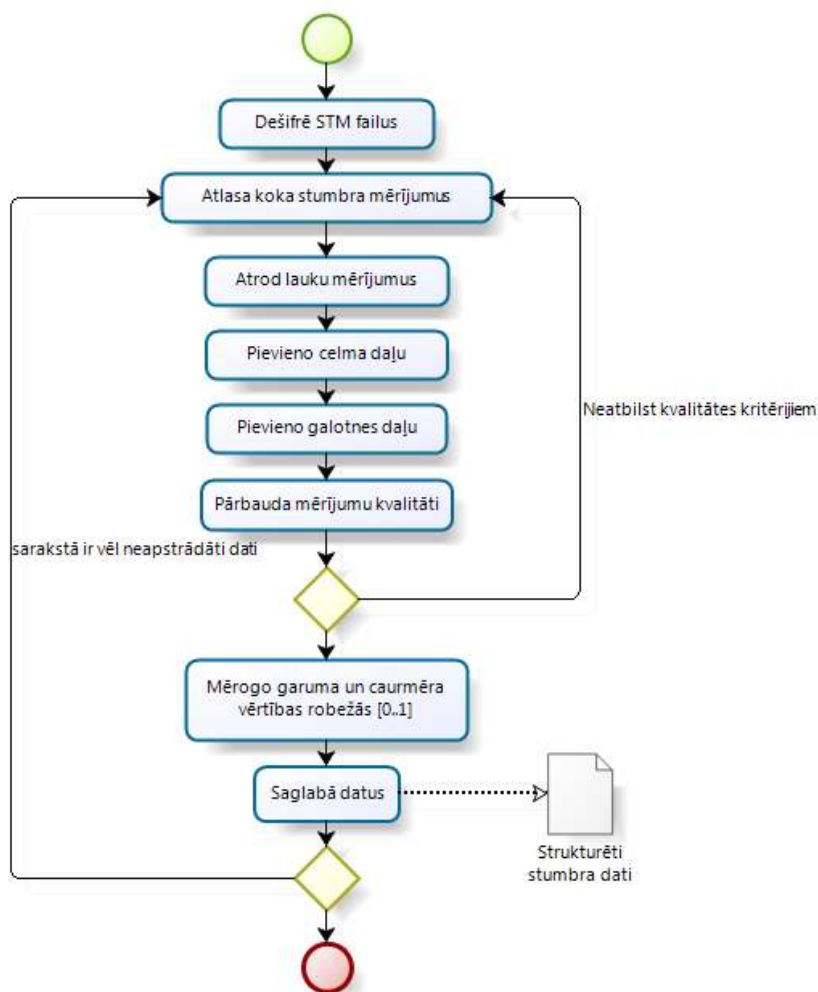 Dešifrē STM failus
Atlasa koka stumbra mērījumus
Atrod lauku mērījumus
Pievieno celma daļu
Pievieno galotnes daļu
Neatbilst kvalitātes kritērijiem
Pārbauda mērījumu kvalitāti
sarakstā ir vēl neapstrādāti dati
Mērogo garuma un caurmēra
vērtības robežās [0..1]
Saglabā datus
Strukturēti
stumbra dati